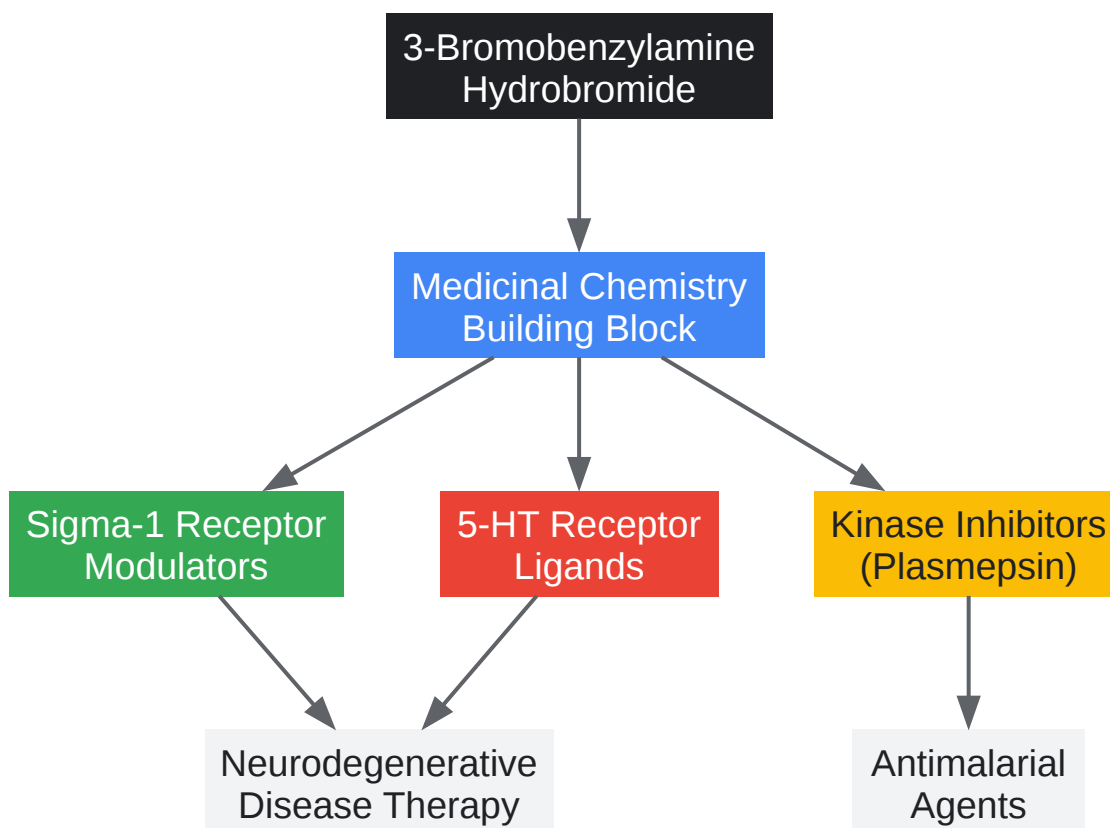 3-Bromobenzylamine
Hydrobromide
Medicinal Chemistry
Building Block
Sigma-1 Receptor
Modulators
5-HT Receptor
Ligands
Kinase Inhibitors
(Plasmepsin)
Neurodegenerative
Disease Therapy
Antimalarial
Agents